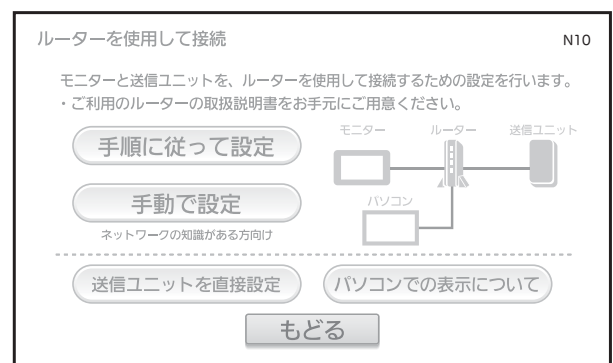 ルーターを使用して接続
N10
モニターと送信ユニットを、ルーターを使用して接続するための設定を行います。
・ご利用のルーターの取扱説明書をお手元にご用意ください。
手順に従って設定
モニター
ルーター
送信ユニット
手動で設定
パソコン
ネットワークの知識がある方向け
送信ユニットを直接設定
パソコンでの表示について
もどる